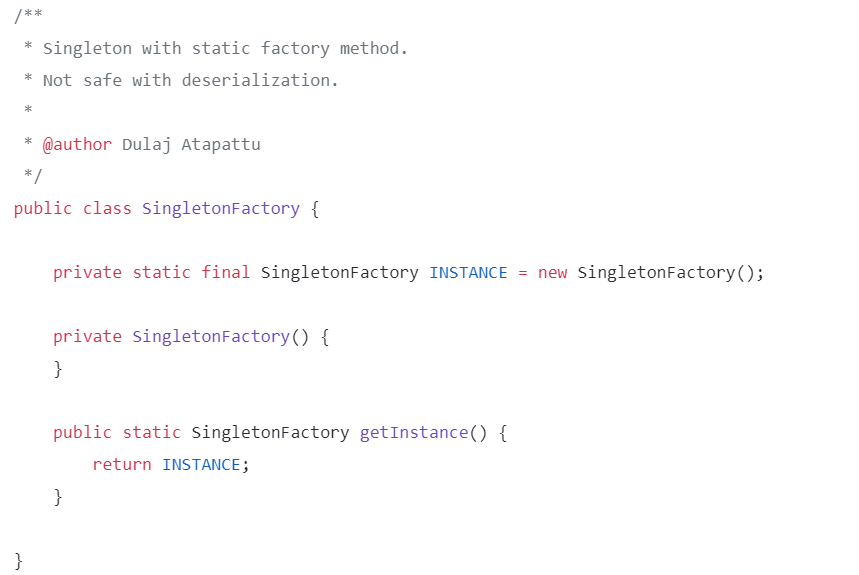 /**
 * Singleton with static factory method.
 * Not safe with deserialization.
 *
 * @author Dulaj Atapattu
 */
public class SingletonFactory {
    private static final SingletonFactory INSTANCE = new SingletonFactory();
    private SingletonFactory() {
    }
    public static SingletonFactory getInstance() {
        return INSTANCE;
    }
}